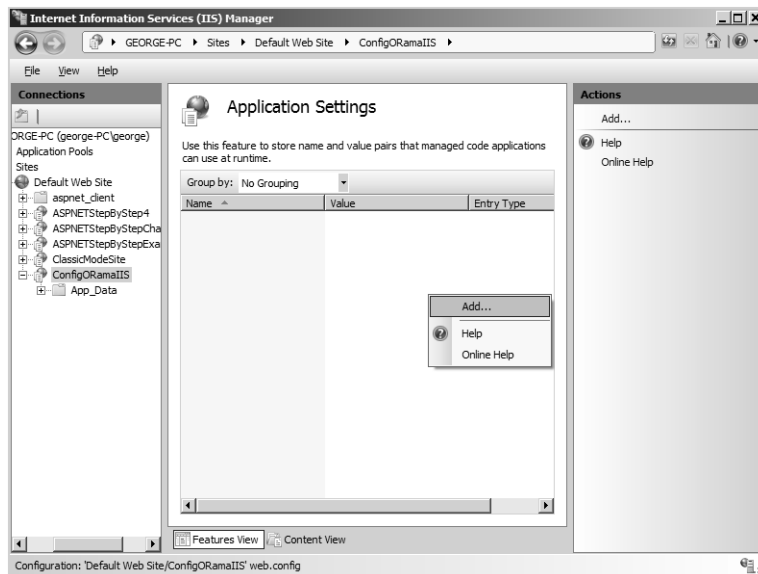 Internet Information Services (IIS) Manager
GEORGE-PC Sites Default Web Site ConfigORamaIIS
File View Help
Connections
ORGE-PC (george-PC\george)
Application Pools
Sites
Default Web Site
aspnet_client
ASPNETStepByStep4
ASPNETStepByStepCha
ASPNETStepByStepExa
ClassicModeSite
ConfigORamaIIS
App_Data
Application Settings
Use this feature to store name and value pairs that managed code applications
can use at runtime.
Group by: No Grouping
Name Value Entry Type
Add...
Help
Online Help
Features View Content View
Actions
Add...
Help
Online Help
Configuration: 'Default Web Site/ConfigORamaIIS' web.config